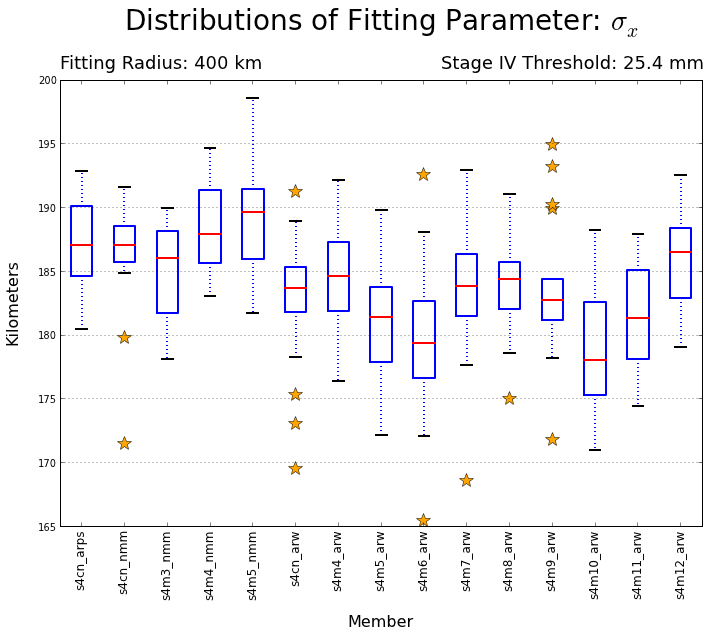 Distributions of Fitting Parameter: σₓ
Fitting Radius: 400 km
Stage IV Threshold: 25.4 mm
Kilometers
200
195
190
185
180
175
170
165
s4cn_arps
s4cn_nmm
s4m3_nmm
s4m4_nmm
s4m5_nmm
s4cn_arw
s4m4_arw
s4m5_arw
s4m6_arw
s4m7_arw
s4m8_arw
s4m9_arw
s4m10_arw
s4m11_arw
s4m12_arw
Member